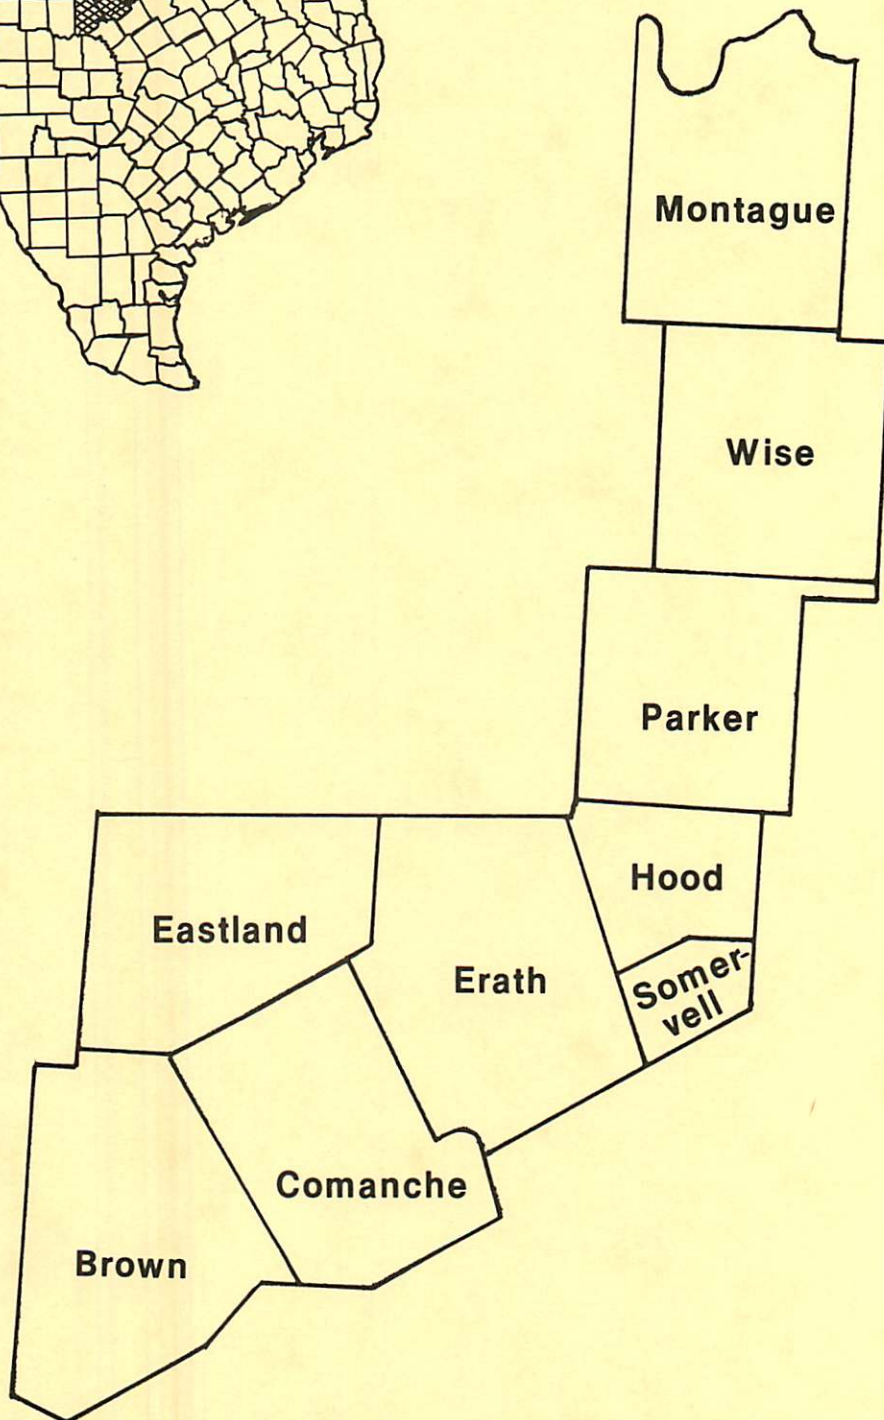 Montague
Wise
Parker
Hood
Eastland
Erath
Somer-
vell
Comanche
Brown